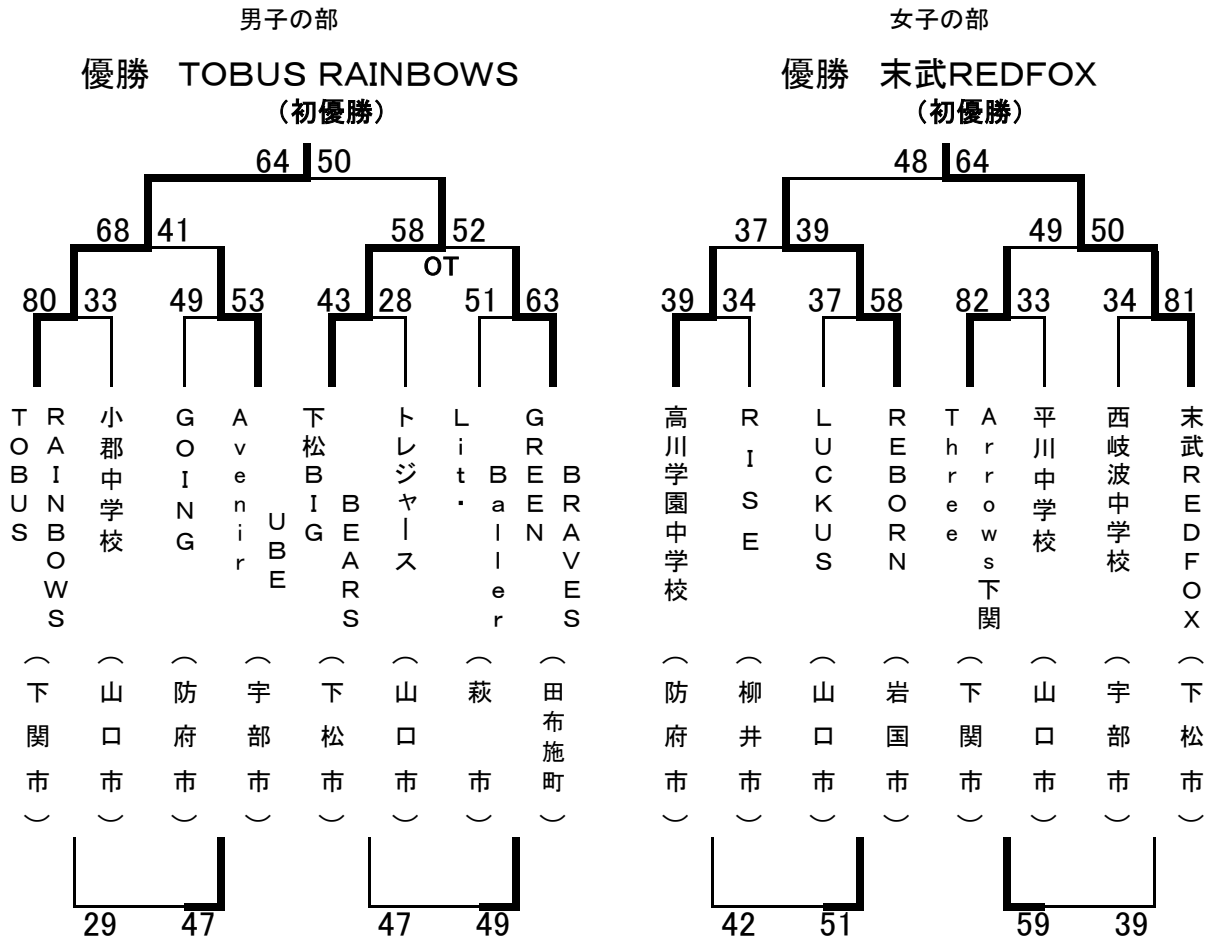 男子の部
優勝 TOBUS RAINBOWS
(初優勝)
64 50
68 41
58 52
OT
80 33
49 53
43 28
51 63
TOBUS RAINBOWS
小郡中学校
GOING
Avenir UBE
下松BIG BEARS
トレジャース
Lit・Baller
GREEN BRAVES
(下関市)
(山口市)
(防府市)
(宇部市)
(下松市)
(山口市)
(萩市)
(田布施町)
29 47
47 49
女子の部
優勝 末武REDFOX
(初優勝)
48 64
37 39
49 50
39 34
37 58
82 33
34 81
高川学園中学校
RISE
LUCKUS
REBORN
Three Arrows下関
平川中学校
西岐波中学校
末武REDFOX
(防府市)
(柳井市)
(山口市)
(岩国市)
(下関市)
(山口市)
(宇部市)
(下松市)
42 51
59 39